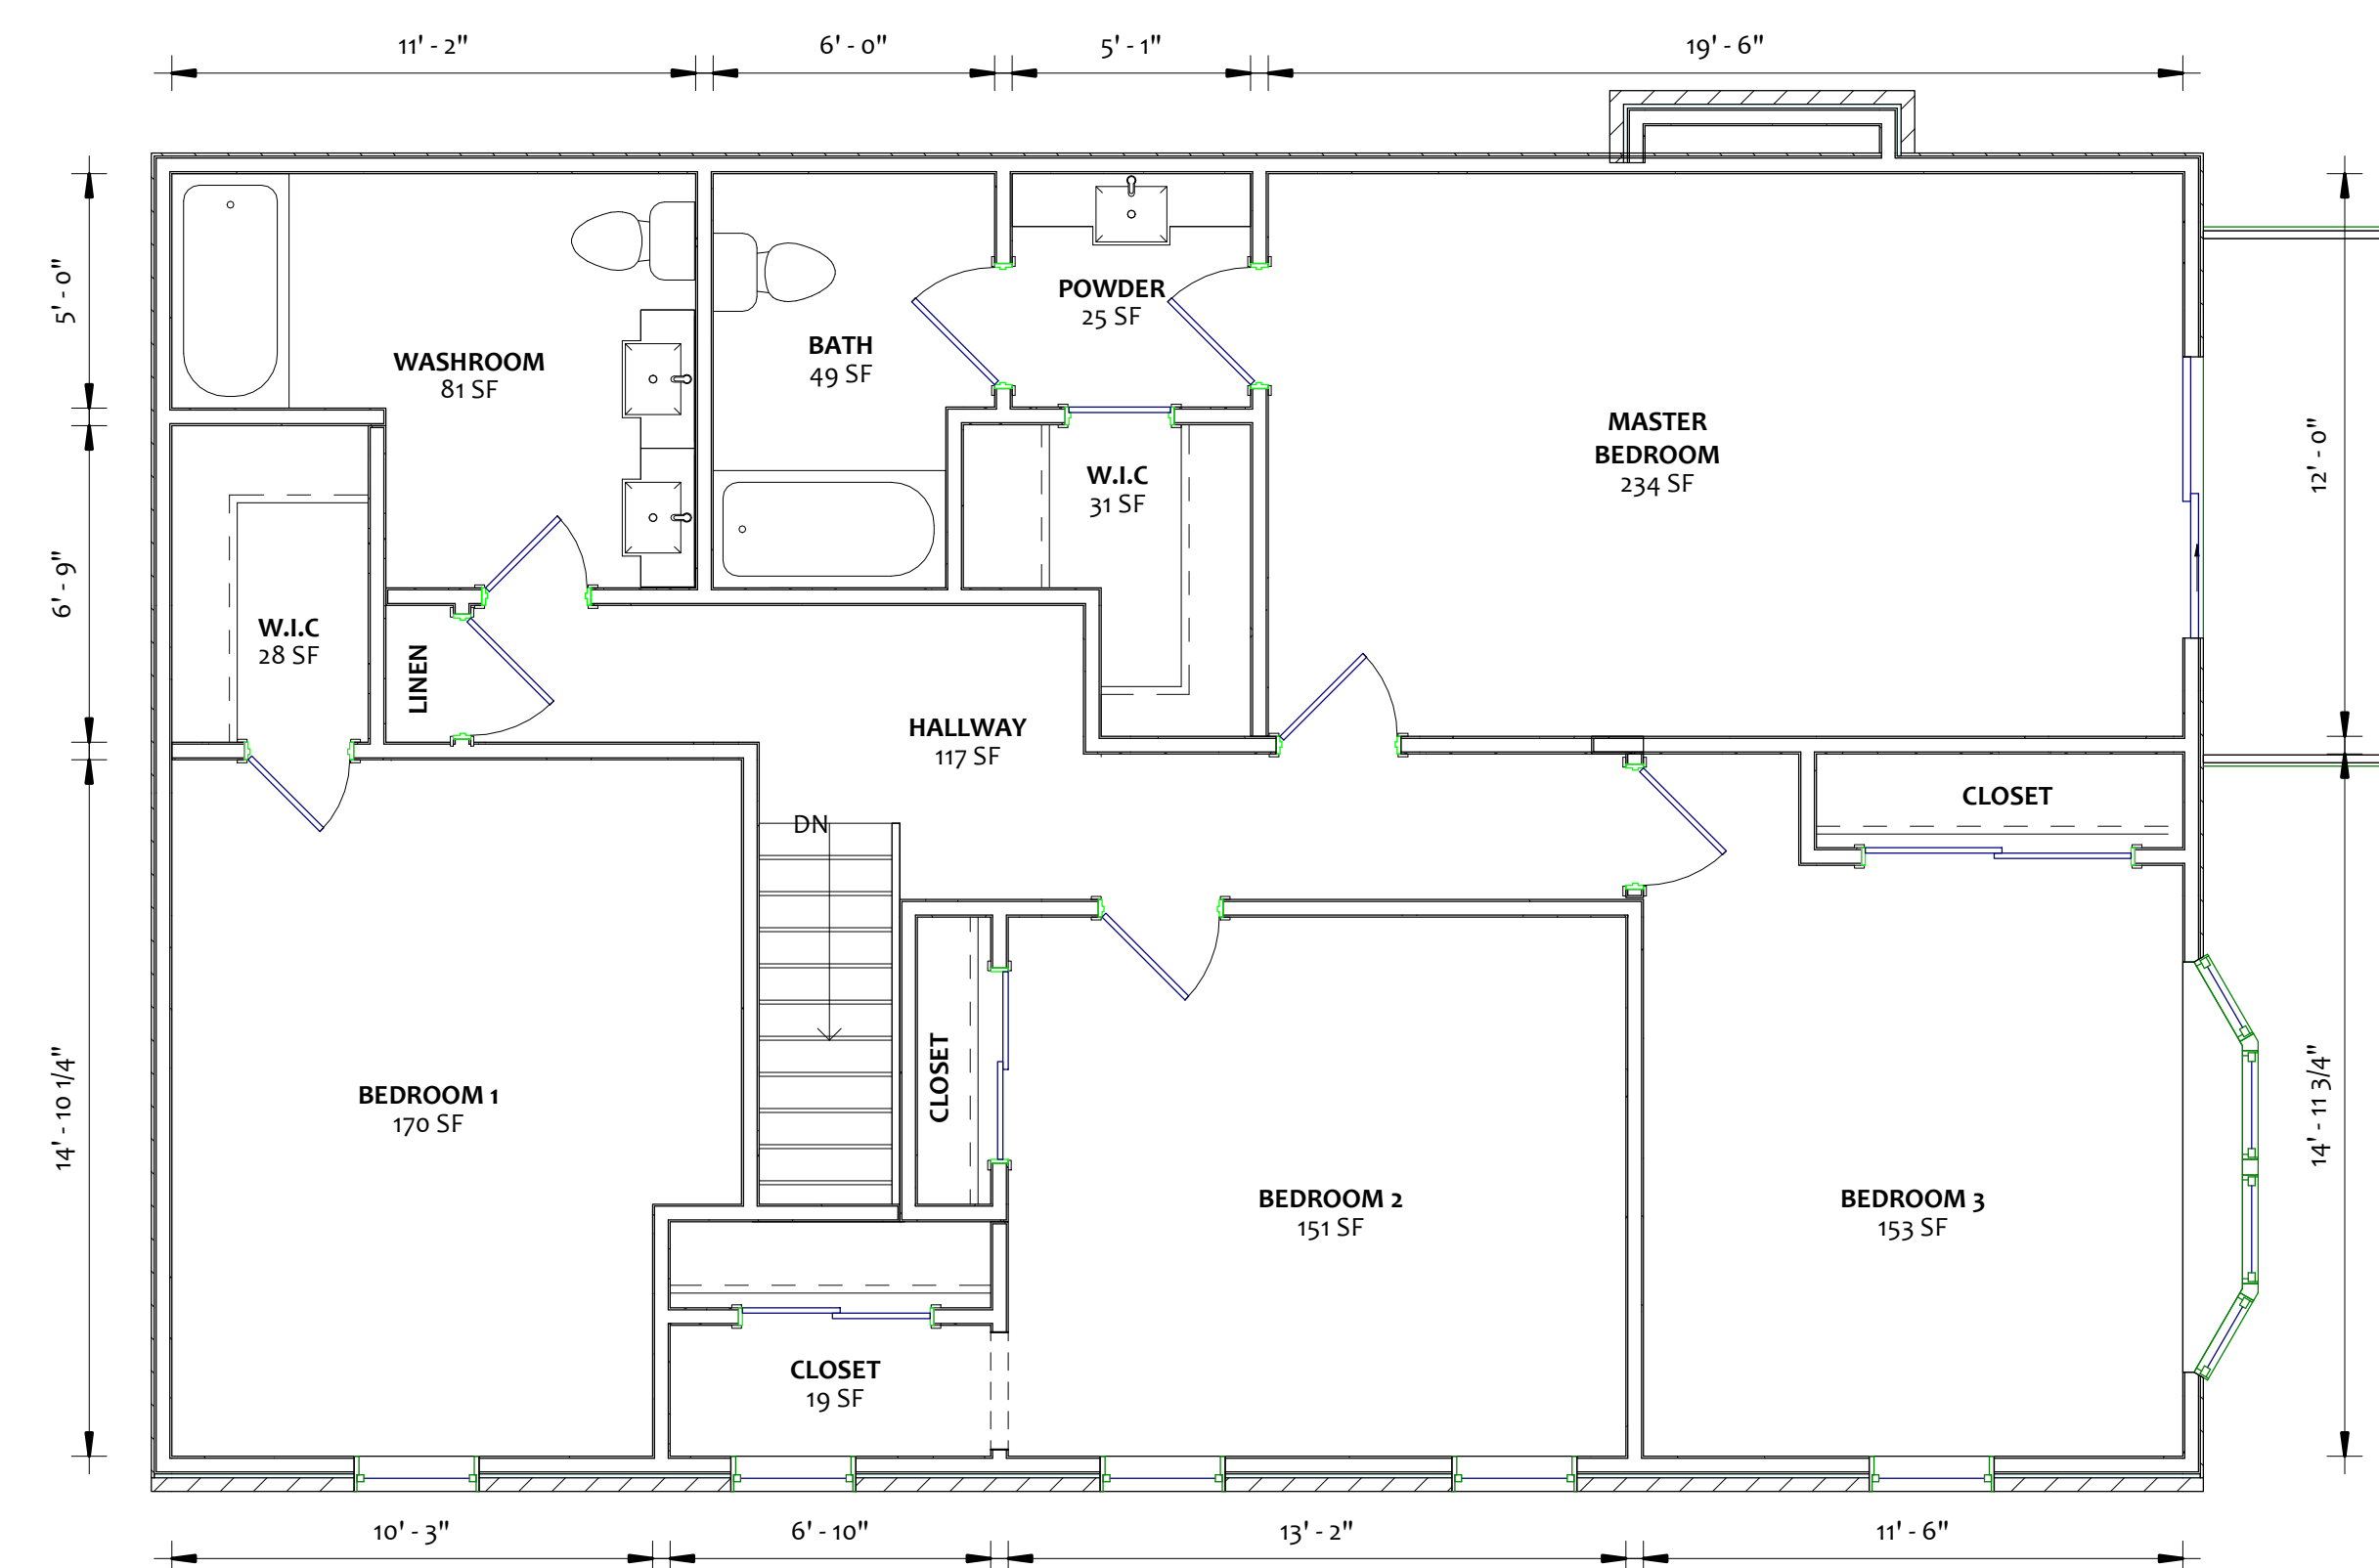 11' - 2"
6' - 0"
5' - 1"
19' - 6"
5' - 0"
6' - 9"
14' - 10 1/4"
12' - 0"
14' - 11 3/4"
WASHROOM
81 SF
BATH
49 SF
POWDER
25 SF
W.I.C
31 SF
MASTER
BEDROOM
234 SF
W.I.C
28 SF
LINEN
HALLWAY
117 SF
CLOSET
DN
BEDROOM 1
170 SF
CLOSET
BEDROOM 2
151 SF
BEDROOM 3
153 SF
CLOSET
19 SF
10' - 3"
6' - 10"
13' - 2"
11' - 6"